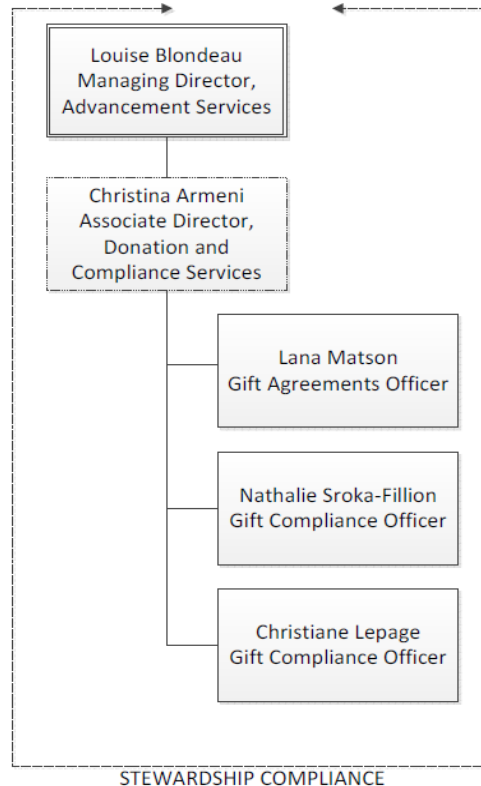 Louise Blondeau
Managing Director,
Advancement Services
Christina Armeni
Associate Director,
Donation and
Compliance Services
Lana Matson
Gift Agreements Officer
Nathalie Sroka-Fillion
Gift Compliance Officer
Christiane Lepage
Gift Compliance Officer
STEWARDSHIP COMPLIANCE